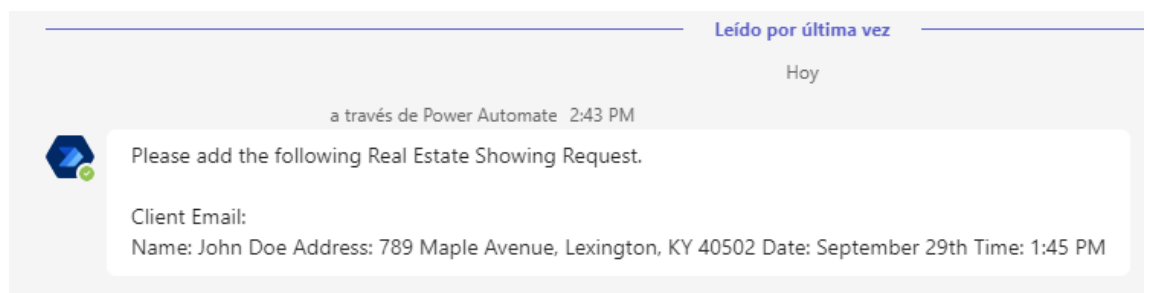 Leído por última vez
Hoy
a través de Power Automate 2:43 PM
Please add the following Real Estate Showing Request.
Client Email:
Name: John Doe Address: 789 Maple Avenue, Lexington, KY 40502 Date: September 29th Time: 1:45 PM